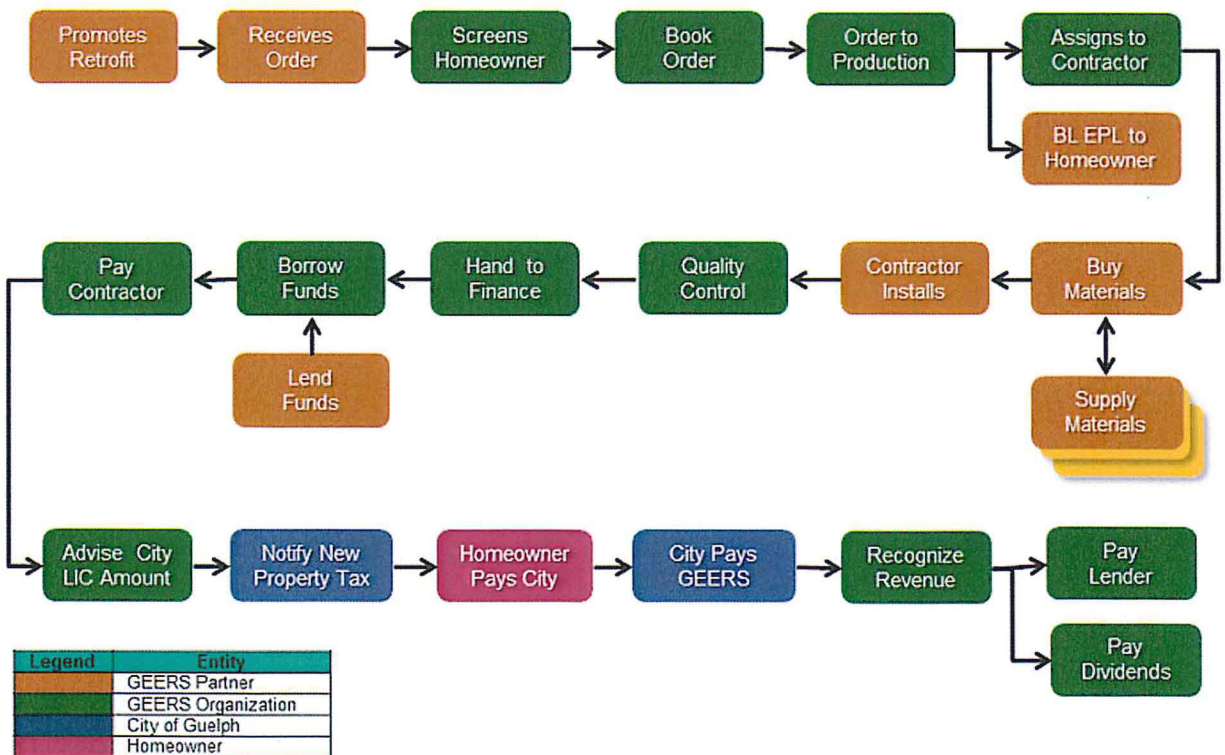 Promotes
Retrofit
Receives
Order
Screens
Homeowner
Book
Order
Order to
Production
Assigns to
Contractor
BL EPL to
Homeowner
Pay
Contractor
Borrow
Funds
Hand to
Finance
Quality
Control
Contractor
Installs
Buy
Materials
Lend
Funds
Supply
Materials
Advise City
LIC Amount
Notify New
Property Tax
Homeowner
Pays City
City Pays
GEERS
Recognize
Revenue
Pay
Lender
Pay
Dividends
Legend Entity
GEERS Partner
GEERS Organization
City of Guelph
Homeowner